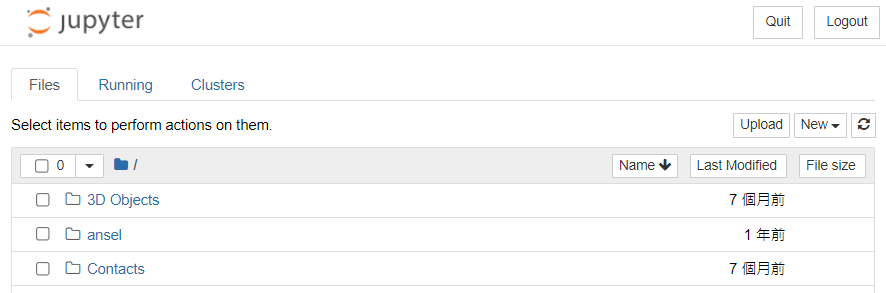 jupyter Quit Logout
Files Running Clusters
Select items to perform actions on them. Upload New
0 / Name Last Modified File size
3D Objects 7 個月前
ansel 1 年前
Contacts 7 個月前